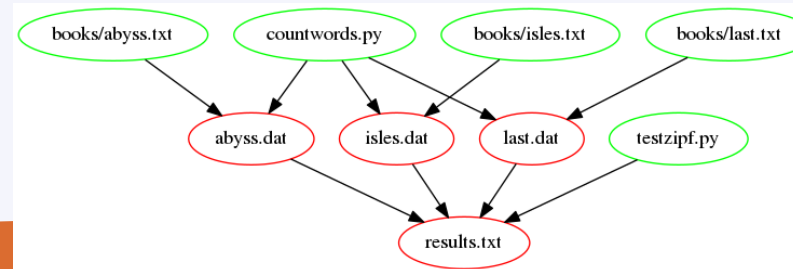 books/abyss.txt countwords.py books/isles.txt books/last.txt
abyss.dat isles.dat last.dat testzipf.py
results.txt